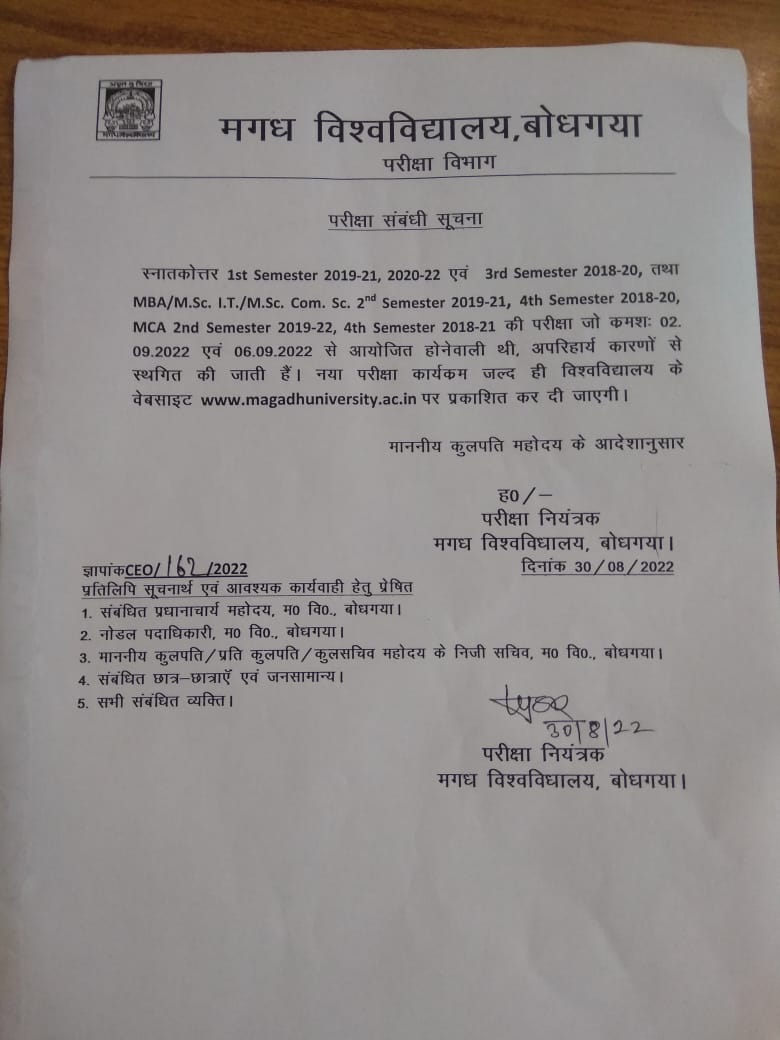 मगध विश्वविद्यालय,बोधगया
परीक्षा विभाग
परीक्षा संबंधी सूचना
स्नातकोत्तर 1st Semester 2019-21, 2020-22 एवं 3rd Semester 2018-20, तथा
MBA/M.Sc. I.T./M.Sc. Com. Sc. 2nd Semester 2019-21, 4th Semester 2018-20,
MCA 2nd Semester 2019-22, 4th Semester 2018-21 की परीक्षा जो कमशः 02.
09.2022 एवं 06.09.2022 से आयोजित होनेवाली थी, अपरिहार्य कारणों से
स्थगित की जाती हैं। नया परीक्षा कार्यकम जल्द ही विश्वविद्यालय के
वेबसाइट www.magadhuniversity.ac.in पर प्रकाशित कर दी जाएगी।
माननीय कुलपति महोदय के आदेशानुसार
ह0/–
परीक्षा नियंत्रक
मगध विश्वविधालय, बोधगया।
ज्ञापांकCEO/162/2022
दिनांक 30/08/2022
प्रतिलिपि सूचनार्थ एवं आवश्यक कार्यवाही हेतु प्रेषित
1. संबंधित प्रधानाचार्य महोदय, म0 वि0., बोधगया।
2. नोडल पदाधिकारी, म0 वि0., बोधगया।
3. माननीय कुलपति/प्रति कुलपति/कुलसचिव महोदय के निजी सचिव, म0 वि0., बोधगया।
4. संबंधित छात्र–छात्राऍ एवं जनसामान्य।
5. सभी संबंधित व्यक्ति।
30/8/22
परीक्षा नियंत्रक
मगध विश्वविधालय, बोधगया।